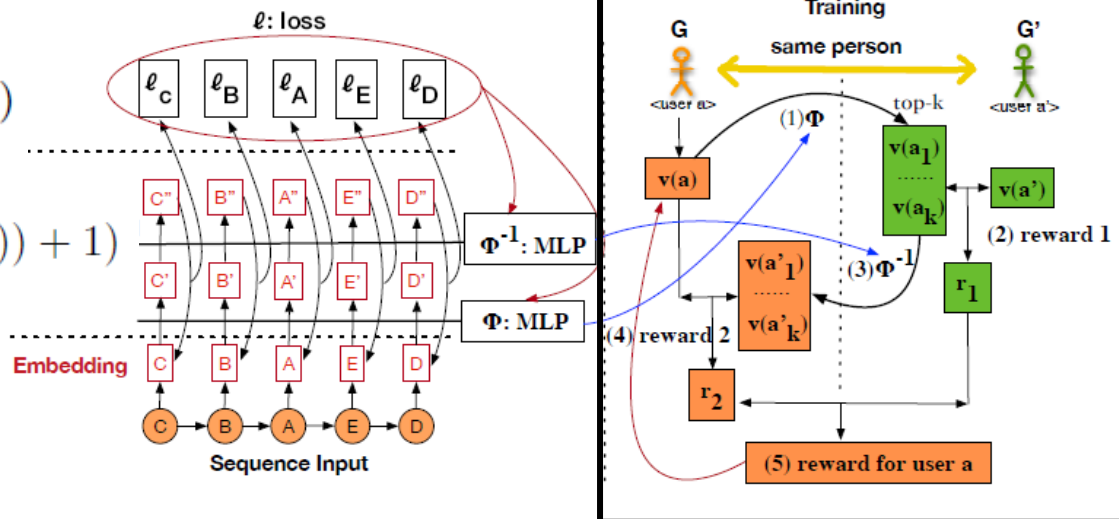 ℓ: loss
ℓc ℓB ℓA ℓE ℓD
)
C" B" A" E" D"
)) + 1)
Φ-1: MLP
C' B' A' E' D'
Φ: MLP
Embedding
C B A E D
C B A E D
Sequence Input
Training
G
G'
same person
<user a>
<user a'>
top-k
(1)Φ
v(a)
v(a1)
......
v(ak)
v(a')
(2) reward 1
(3)Φ-1
r1
v(a'1)
......
v(a'k)
(4) reward 2
r2
(5) reward for user a